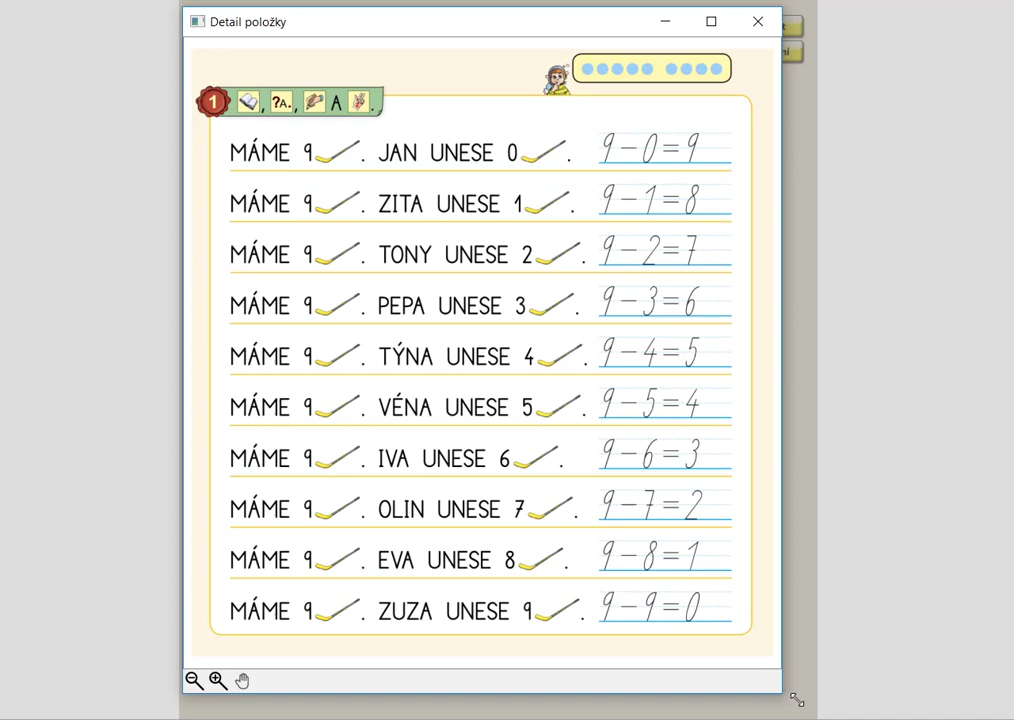 Detail položky
1 , ?A., A .
MÁME 9 . JAN UNESE 0 . 9 – 0 = 9
MÁME 9 . ZITA UNESE 1 . 9 – 1 = 8
MÁME 9 . TONY UNESE 2 . 9 – 2 = 7
MÁME 9 . PEPA UNESE 3 . 9 – 3 = 6
MÁME 9 . TÝNA UNESE 4 . 9 – 4 = 5
MÁME 9 . VÉNA UNESE 5 . 9 – 5 = 4
MÁME 9 . IVA UNESE 6 . 9 – 6 = 3
MÁME 9 . OLIN UNESE 7 . 9 – 7 = 2
MÁME 9 . EVA UNESE 8 . 9 – 8 = 1
MÁME 9 . ZUZA UNESE 9 . 9 – 9 = 0